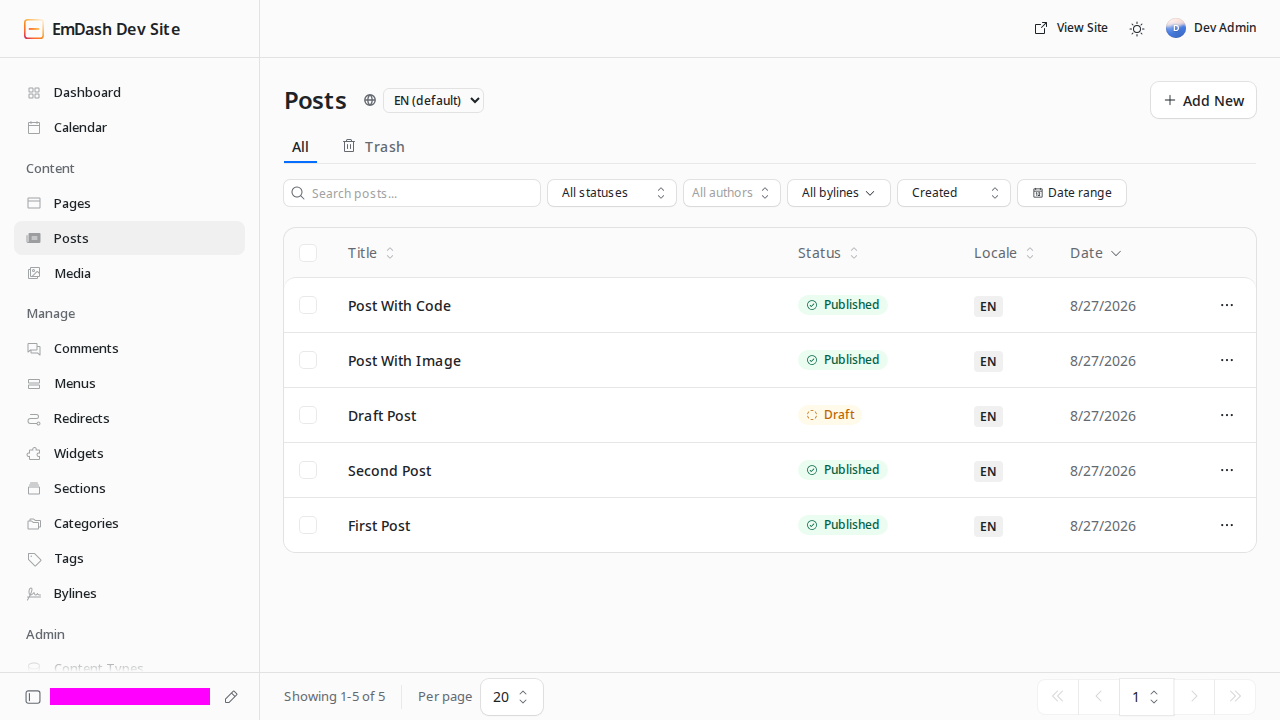 EmDash Dev Site
View Site
D
Dev Admin
Dashboard
Calendar
Content
Pages
Posts
Media
Manage
Comments
Menus
Redirects
Widgets
Sections
Categories
Tags
Bylines
Admin
Content Types
Posts
EN (default)
Add New
All
Trash
Search posts...
All statuses
All authors
All bylines
Created
Date range
Title
Status
Locale
Date
Post With Code
Published
EN
8/27/2026
Post With Image
Published
EN
8/27/2026
Draft Post
Draft
EN
8/27/2026
Second Post
Published
EN
8/27/2026
First Post
Published
EN
8/27/2026
Showing 1-5 of 5
Per page
20
1